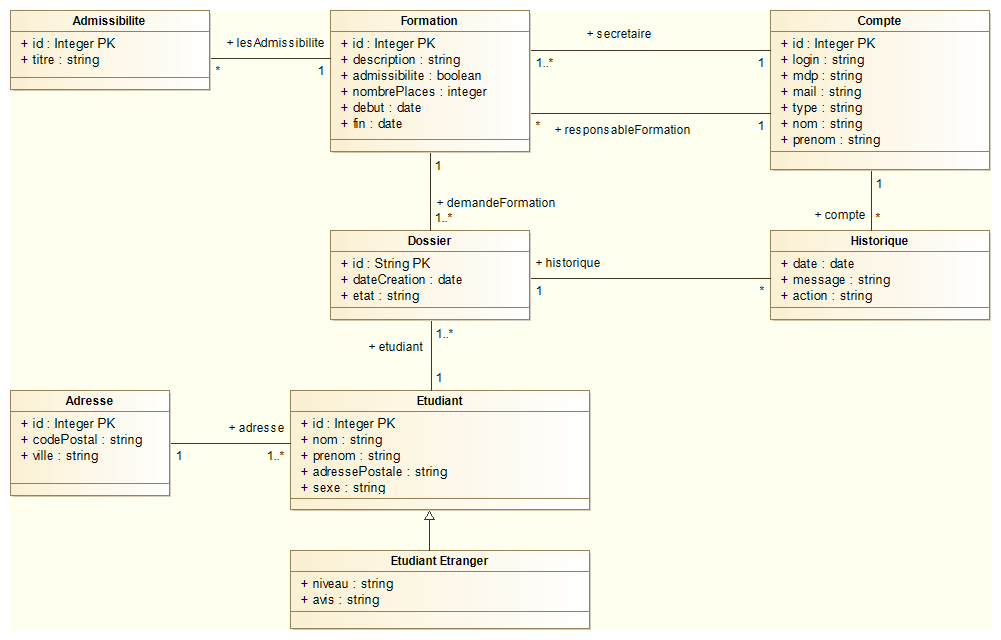 Admissibilite
+ id : Integer PK
+ titre : string
+ lesAdmissibilite
*
1
Formation
+ id : Integer PK
+ description : string
+ admissibilite : boolean
+ nombrePlaces : integer
+ debut : date
+ fin : date
+ secretaire
1..*
1
*
+ responsableFormation
1
Compte
+ id : Integer PK
+ login : string
+ mdp : string
+ mail : string
+ type : string
+ nom : string
+ prenom : string
1
+ demandeFormation
1..*
1
+ compte
*
Dossier
+ id : String PK
+ dateCreation : date
+ etat : string
+ historique
1
*
Historique
+ date : date
+ message : string
+ action : string
1..*
+ etudiant
1
Adresse
+ id : Integer PK
+ codePostal : string
+ ville : string
+ adresse
1
1..*
Etudiant
+ id : Integer PK
+ nom : string
+ prenom : string
+ adressePostale : string
+ sexe : string
Etudiant Etranger
+ niveau : string
+ avis : string